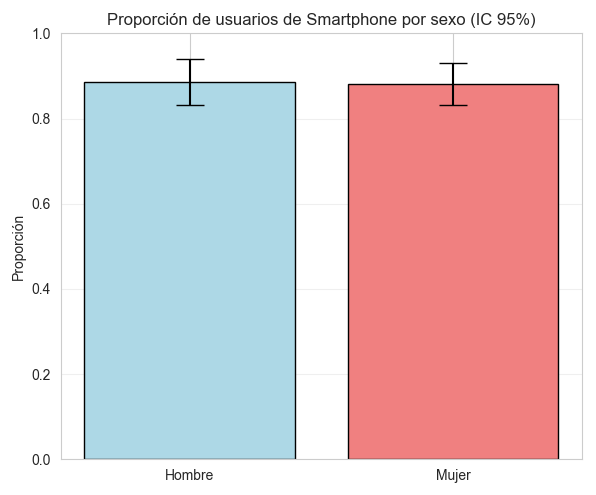 Proporción de usuarios de Smartphone por sexo (IC 95%)
1.0
0.8
0.6
0.4
0.2
0.0
Proporción
Hombre
Mujer